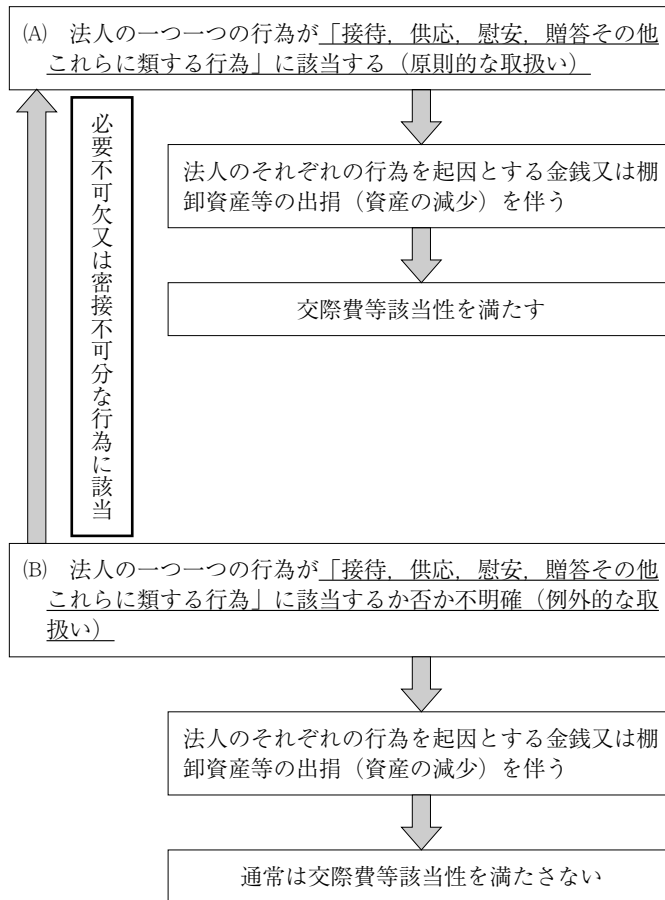 (A) 法人の一つ一つの行為が「接待,供応,慰安,贈答その他
これらに類する行為」に該当する(原則的な取扱い)
必要不可欠又は密接不可分な行為に該当
法人のそれぞれの行為を起因とする金銭又は棚
卸資産等の出捐(資産の減少)を伴う
交際費等該当性を満たす
(B) 法人の一つ一つの行為が「接待,供応,慰安,贈答その他
これらに類する行為」に該当するか否か不明確(例外的な取
扱い)
法人のそれぞれの行為を起因とする金銭又は棚
卸資産等の出捐(資産の減少)を伴う
通常は交際費等該当性を満たさない